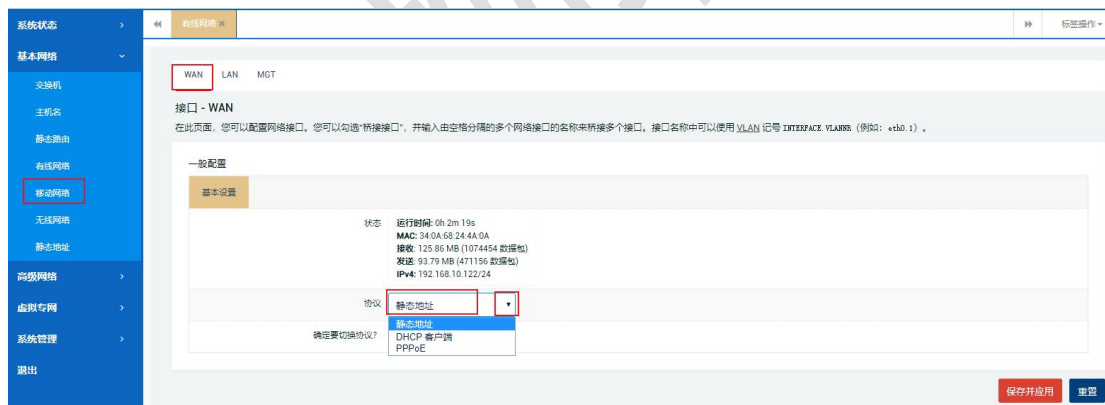 系统状态
有线网络
标签操作
基本网络
交换机
主机名
静态路由
有线网络
移动网络
无线网络
静态地址
高级网络
虚拟专网
系统管理
退出
WAN LAN MGT
接口 - WAN
在此页面，您可以配置网络接口。您可以勾选“桥接接口”，并输入由空格分隔的多个网络接口的名称来桥接多个接口。接口名称中可以使用 VLAN 记号 INTERFACE.VLANNR（例如：eth0.1）。
一般配置
基本设置
状态 运行时间: 0h 2m 19s
MAC: 34:0A:68:24:4A:0A
接收: 125.86 MB (1074454 数据包)
发送: 93.79 MB (471156 数据包)
IPv4: 192.168.10.122/24
协议 静态地址
静态地址
确定要切换协议? DHCP 客户端
PPPoE
保存并应用 重置